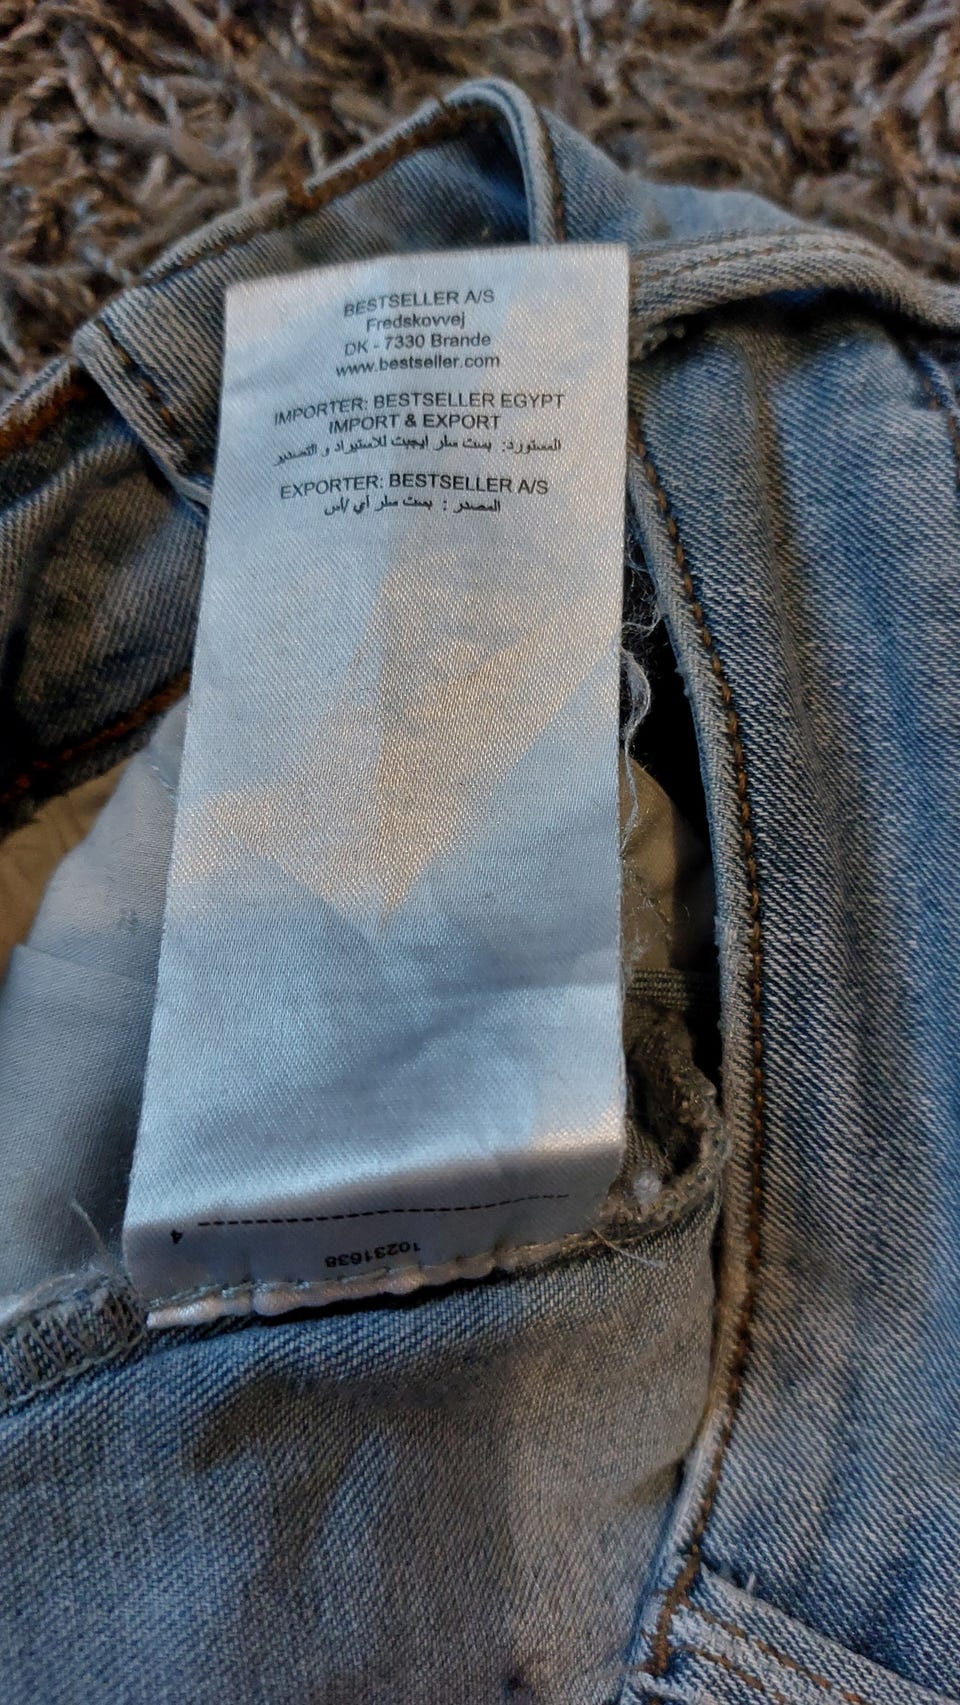 BESTSELLER A/S
Fredskovvej
DK - 7330 Brande
www.bestseller.com
IMPORTER: BESTSELLER EGYPT
IMPORT & EXPORT
المستورد: بست سلر ايجبت للاستيراد و التصدير
EXPORTER: BESTSELLER A/S
المصدر : بست سلر اي /اس
4
10231638